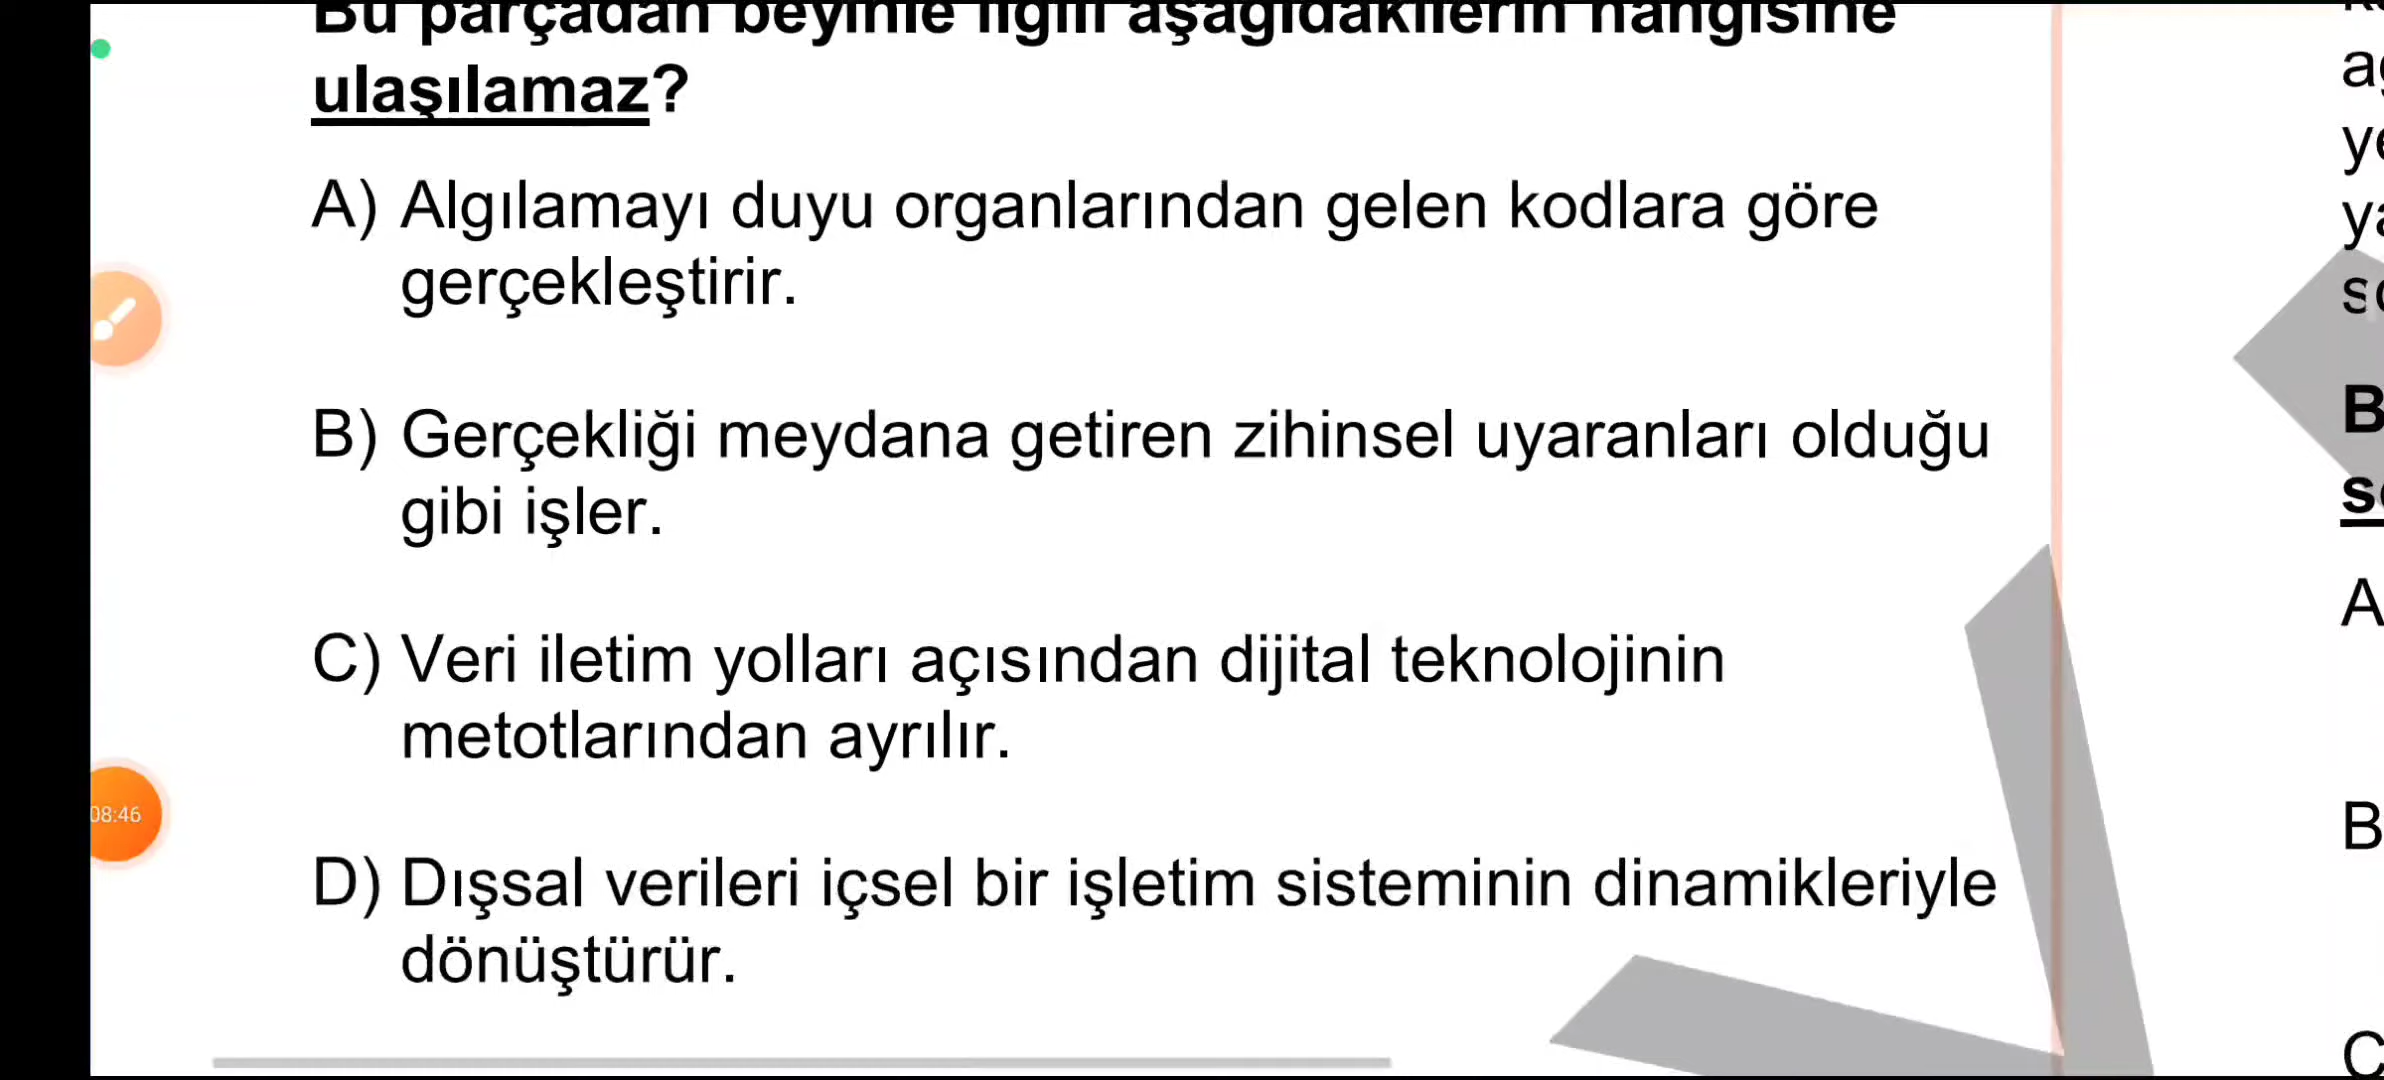 Bu parçadan beyinle ilgili aşağıdakilerin hangisine
ulaşılamaz?
A) Algılamayı duyu organlarından gelen kodlara göre
gerçekleştirir.
B) Gerçekliği meydana getiren zihinsel uyaranları olduğu
gibi işler.
C) Veri iletim yolları açısından dijital teknolojinin
metotlarından ayrılır.
D) Dışsal verileri içsel bir işletim sisteminin dinamikleriyle
dönüştürür.
08:46
B
A
B
C